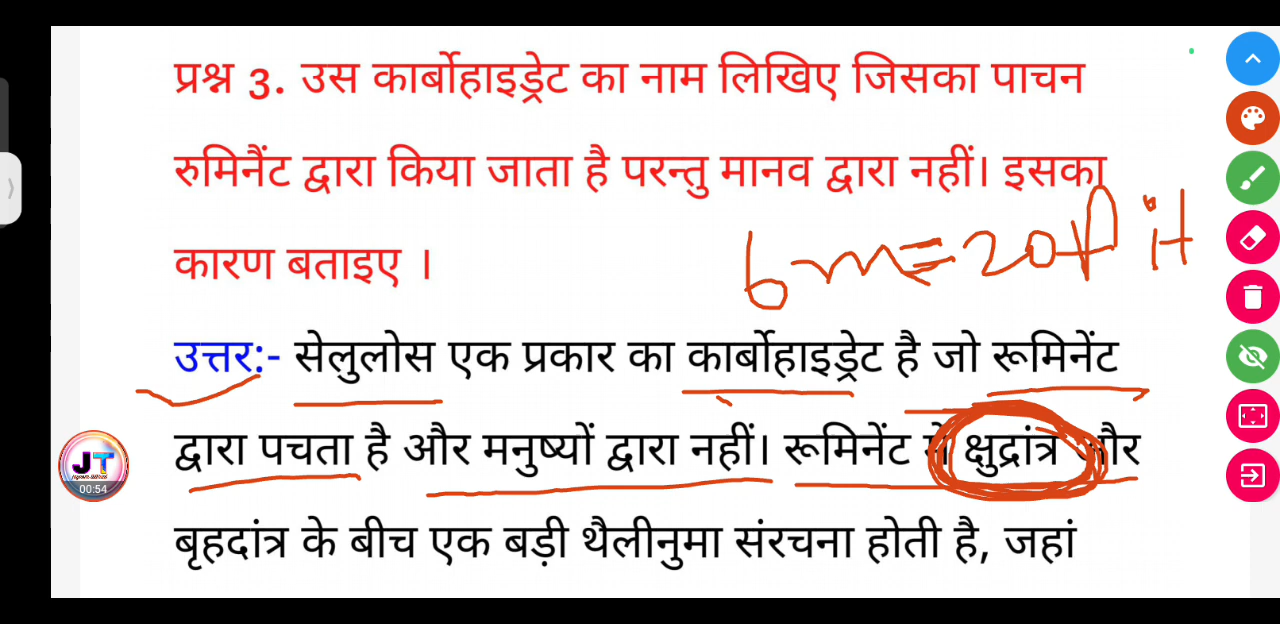 प्रश्न 3. उस कार्बोहाइड्रेट का नाम लिखिए जिसका पाचन
रुमिनैंट द्वारा किया जाता है परन्तु मानव द्वारा नहीं। इसका
कारण बताइए ।
उत्तर:- सेलुलोस एक प्रकार का कार्बोहाइड्रेट है जो रूमिनेंट
द्वारा पचता है और मनुष्यों द्वारा नहीं। रूमिनेंट में क्षुद्रांत्र और
बृहदांत्र के बीच एक बड़ी थैलीनुमा संरचना होती है, जहां
JT
00:54